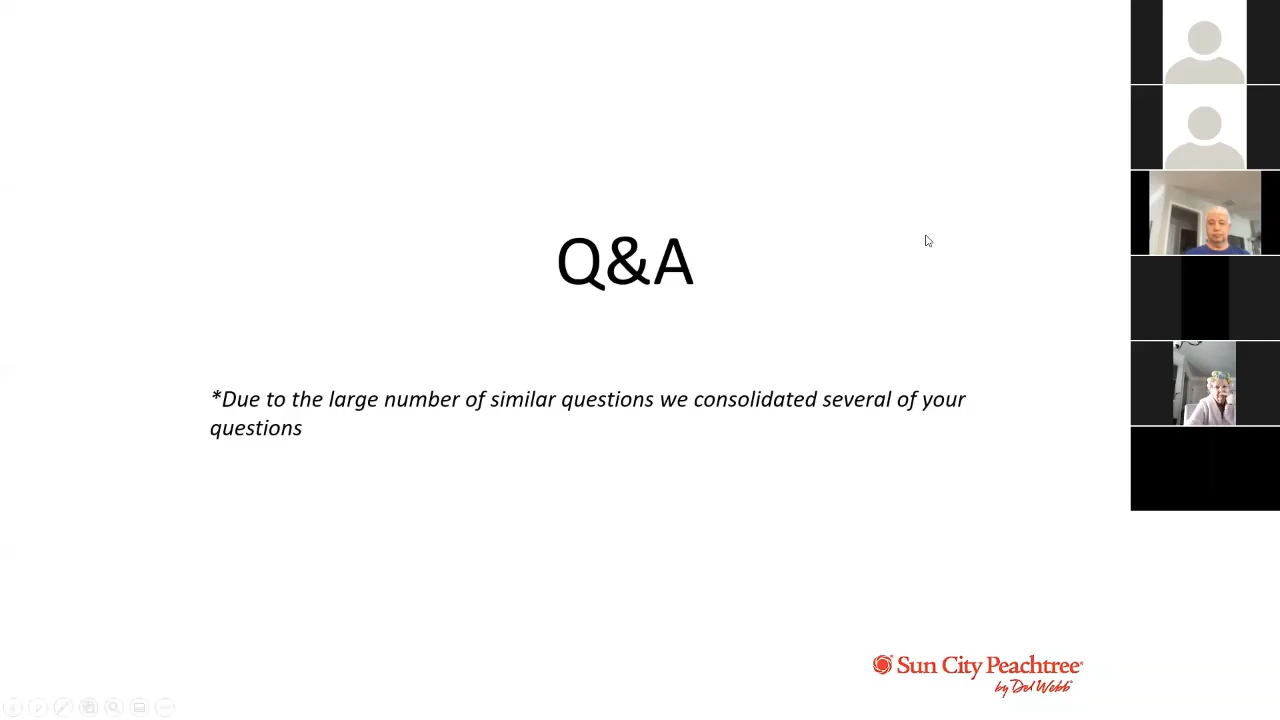 Q&A
*Due to the large number of similar questions we consolidated several of your
questions
Sun City Peachtree
by Del Webb